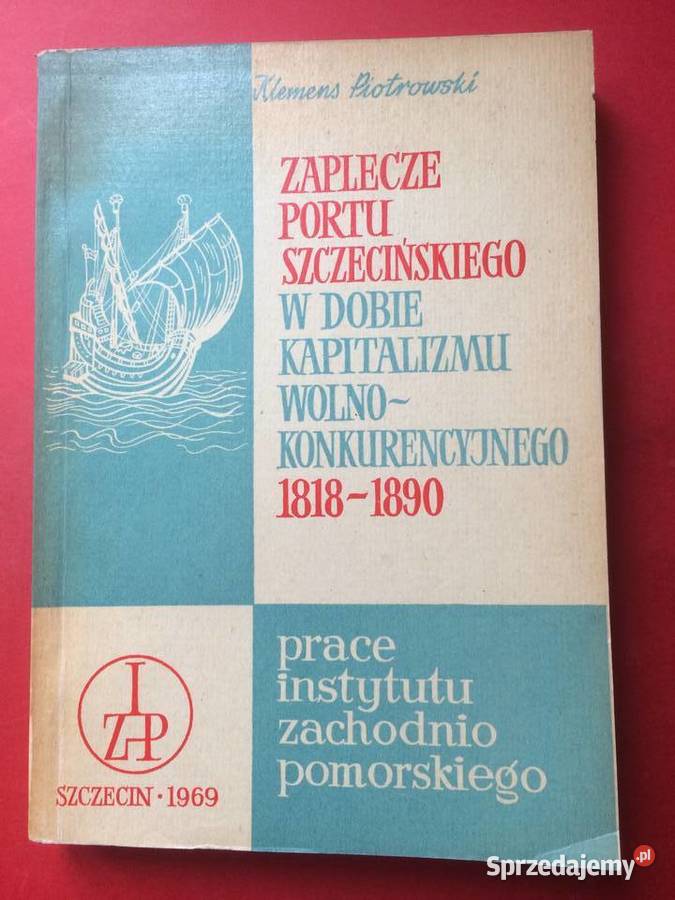 Klemens Piotrowski
ZAPLECZE
PORTU
SZCZECIŃSKIEGO
W DOBIE
KAPITALIZMU
WOLNO~
KONKURENCYJNEGO
1818~1890
prace
instytutu
zachodnio
pomorskiego
IZP
SZCZECIN · 1969
Sprzedajemy.pl